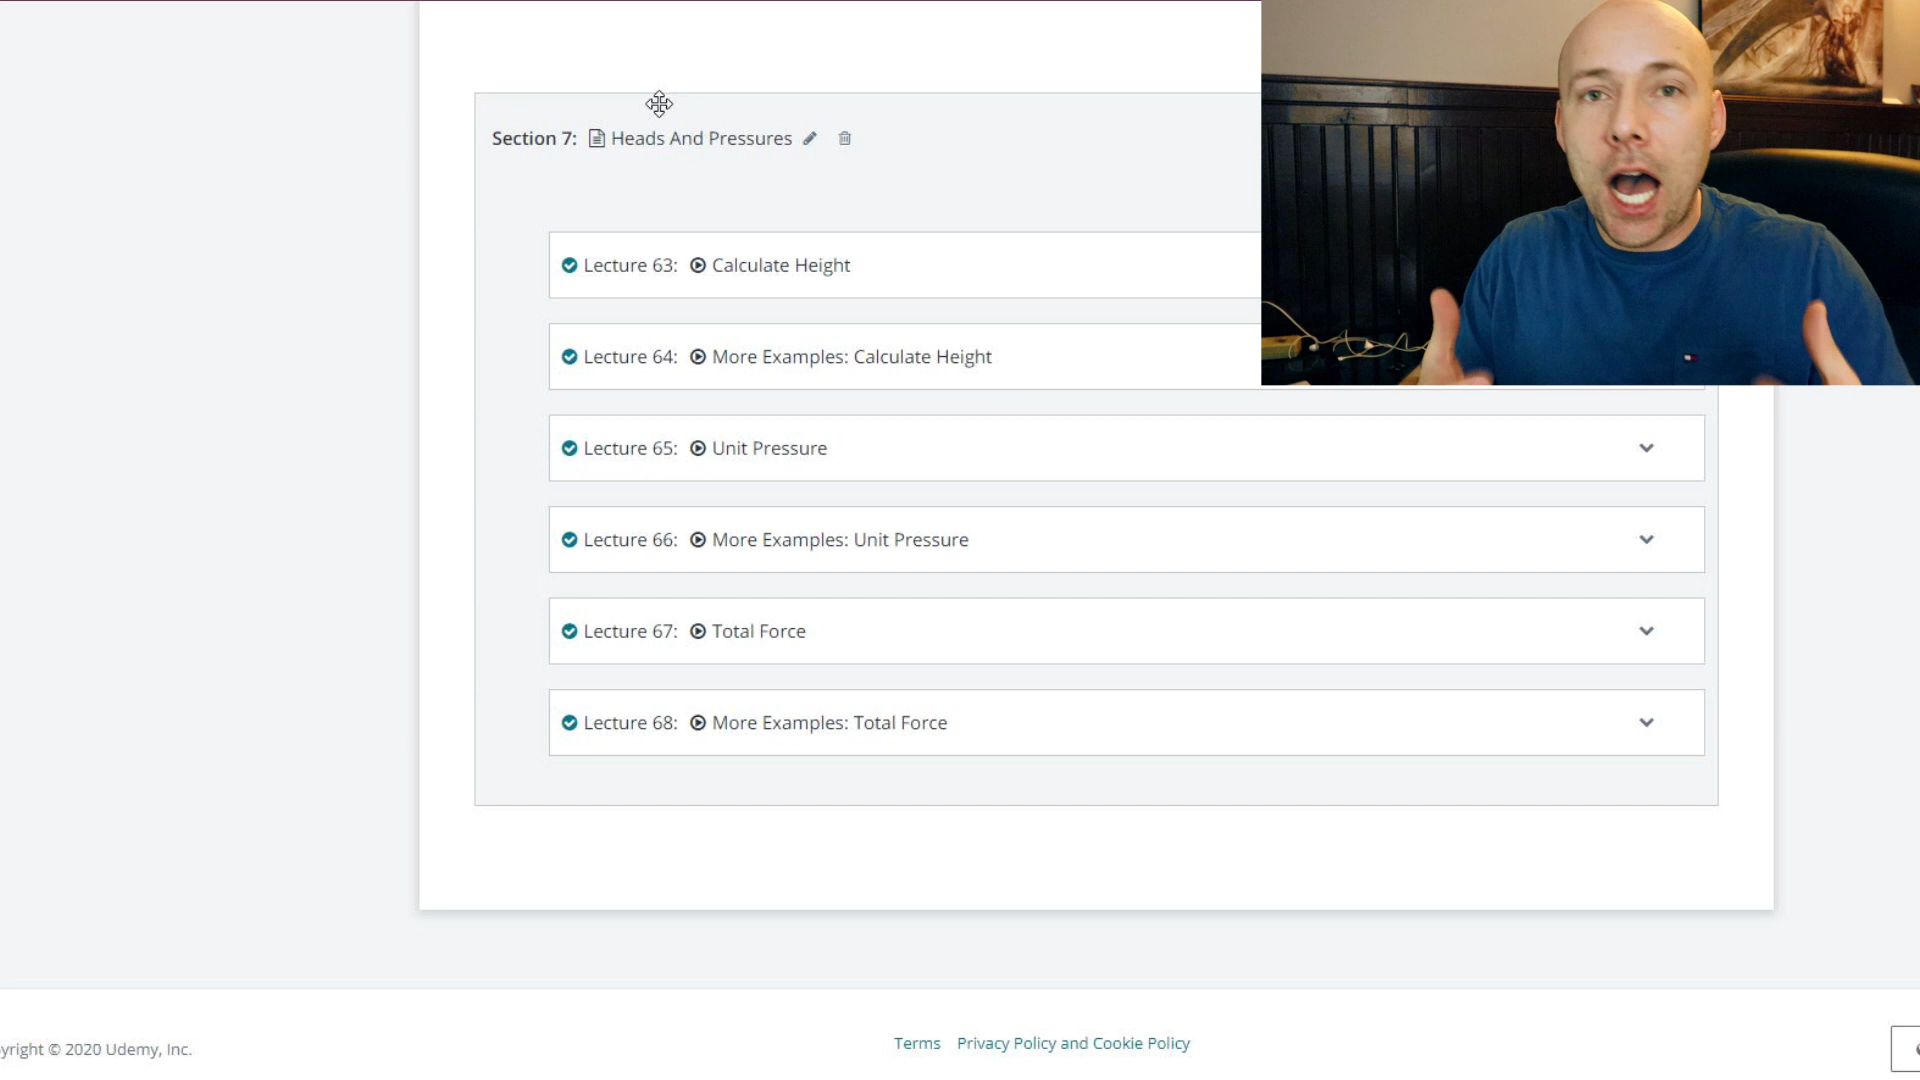 Section 7: Heads And Pressures
Lecture 63: Calculate Height
Lecture 64: More Examples: Calculate Height
Lecture 65: Unit Pressure
Lecture 66: More Examples: Unit Pressure
Lecture 67: Total Force
Lecture 68: More Examples: Total Force
yright © 2020 Udemy, Inc.
Terms Privacy Policy and Cookie Policy